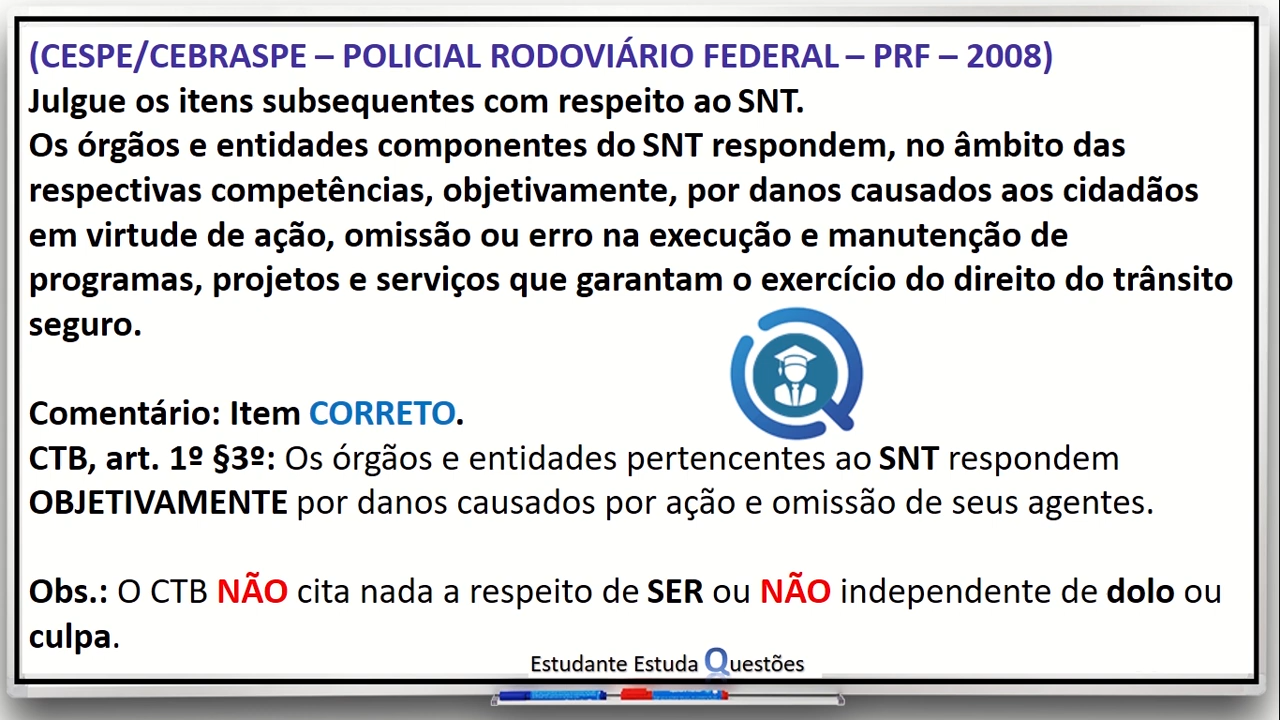 (CESPE/CEBRASPE – POLICIAL RODOVIÁRIO FEDERAL – PRF – 2008)
Julgue os itens subsequentes com respeito ao SNT.
Os órgãos e entidades componentes do SNT respondem, no âmbito das
respectivas competências, objetivamente, por danos causados aos cidadãos
em virtude de ação, omissão ou erro na execução e manutenção de
programas, projetos e serviços que garantam o exercício do direito do trânsito
seguro.
Comentário: Item CORRETO.
CTB, art. 1º §3º: Os órgãos e entidades pertencentes ao SNT respondem
OBJETIVAMENTE por danos causados por ação e omissão de seus agentes.
Obs.: O CTB NÃO cita nada a respeito de SER ou NÃO independente de dolo ou
culpa.
Estudante Estuda Questões